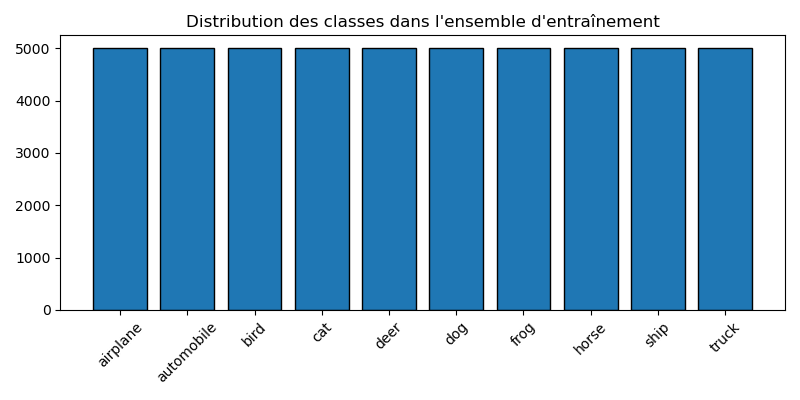 Distribution des classes dans l'ensemble d'entraînement
5000
4000
3000
2000
1000
0
airplane
automobile
bird
cat
deer
dog
frog
horse
ship
truck